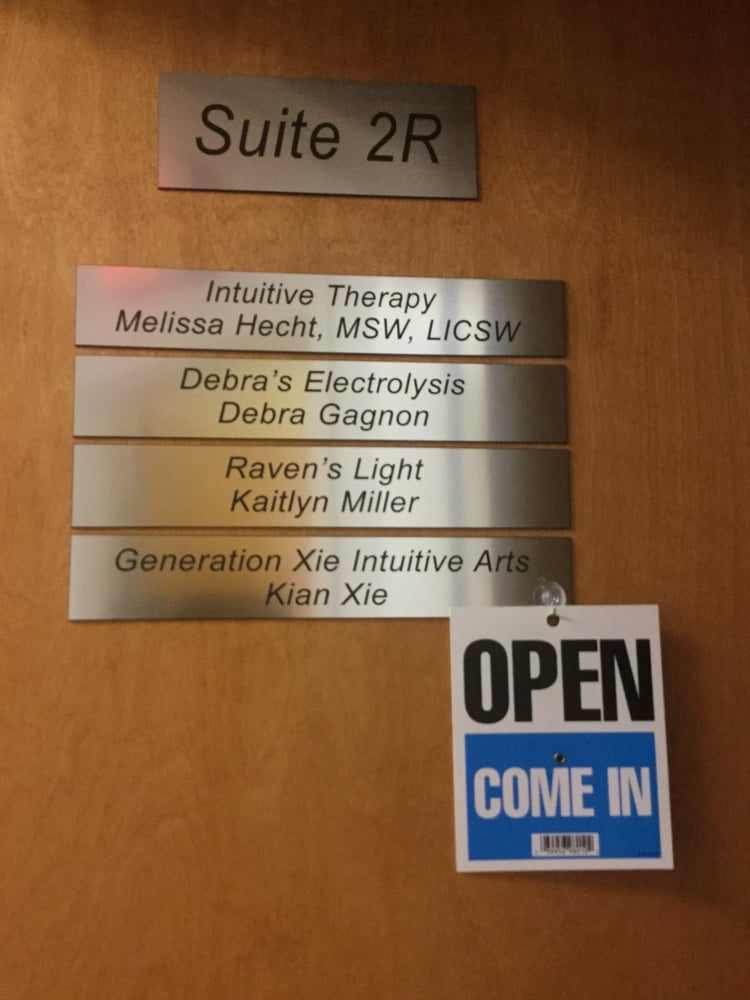 Suite 2R
Intuitive Therapy
Melissa Hecht, MSW, LICSW
Debra's Electrolysis
Debra Gagnon
Raven's Light
Kaitlyn Miller
Generation Xie Intuitive Arts
Kian Xie
OPEN
COME IN